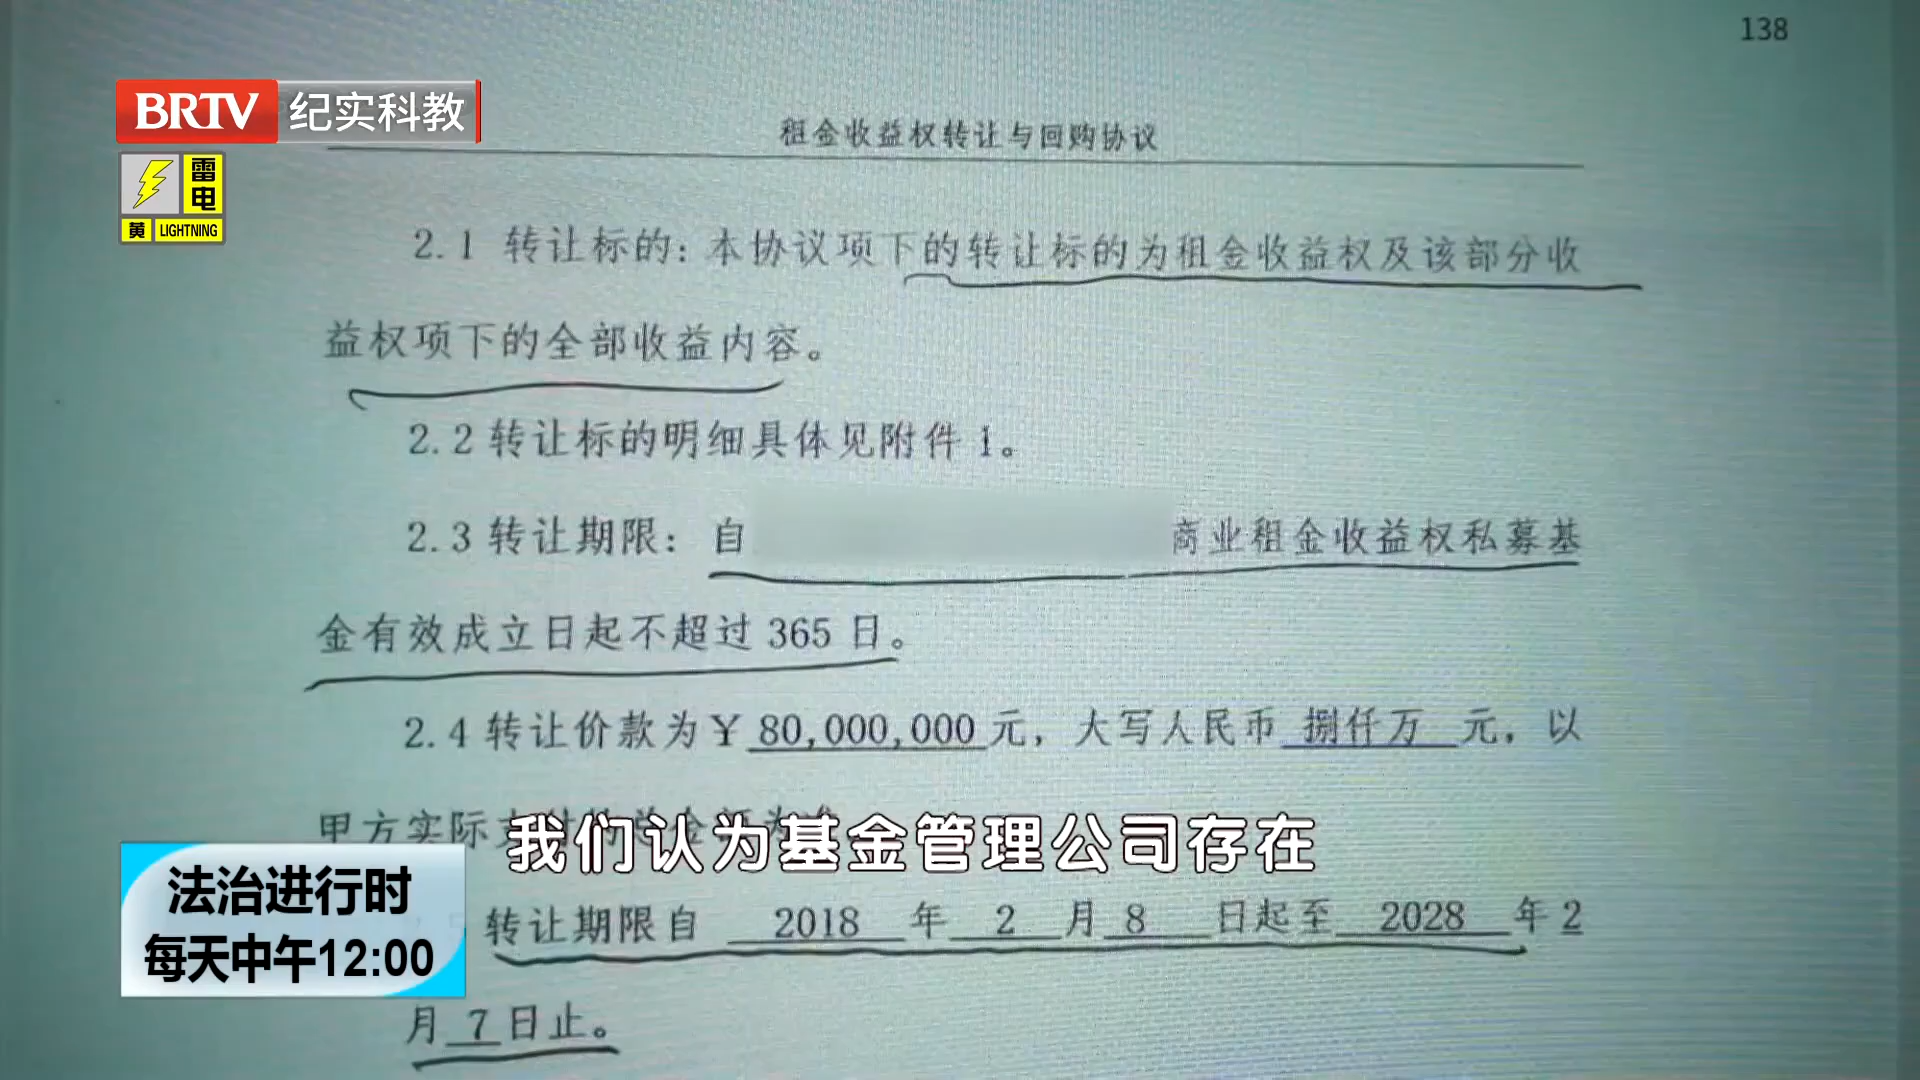 138
BRTV 纪实科教
雷电
黄 LIGHTNING
租金收益权转让与回购协议
2.1 转让标的：本协议项下的转让标的为租金收益权及该部分收
益权项下的全部收益内容。
2.2 转让标的明细具体见附件 1。
2.3 转让期限：自 商业租金收益权私募基
金有效成立日起不超过 365 日。
2.4 转让价款为￥80,000,000元，大写人民币 捌仟万 元，以
甲方实际
我们认为基金管理公司存在
转让期限自 2018 年 2 月 8 日起至 2028 年 2
月 7 日止。
法治进行时
每天中午12:00